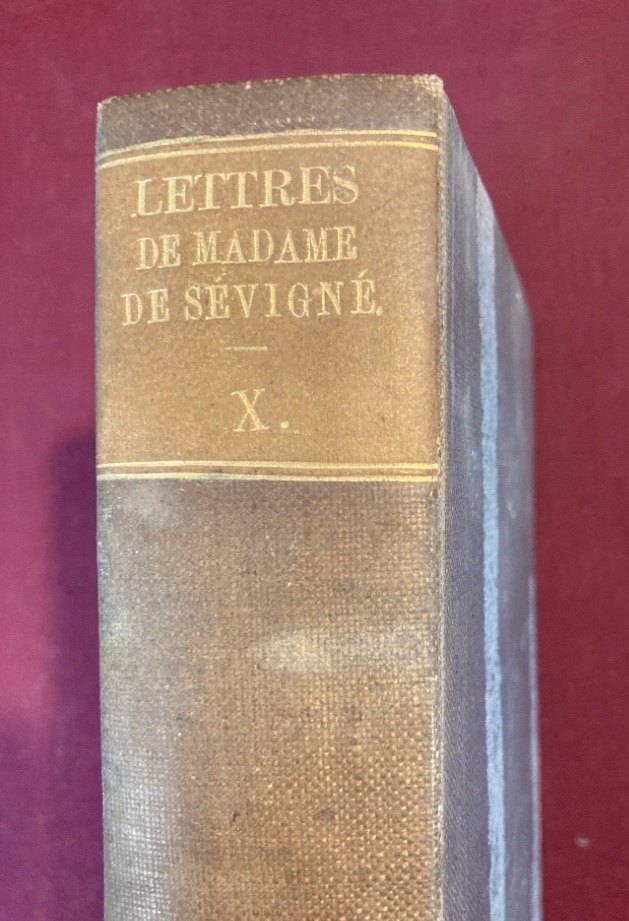 LETTRES
DE MADAME
DE SÉVIGNÉ.
X.